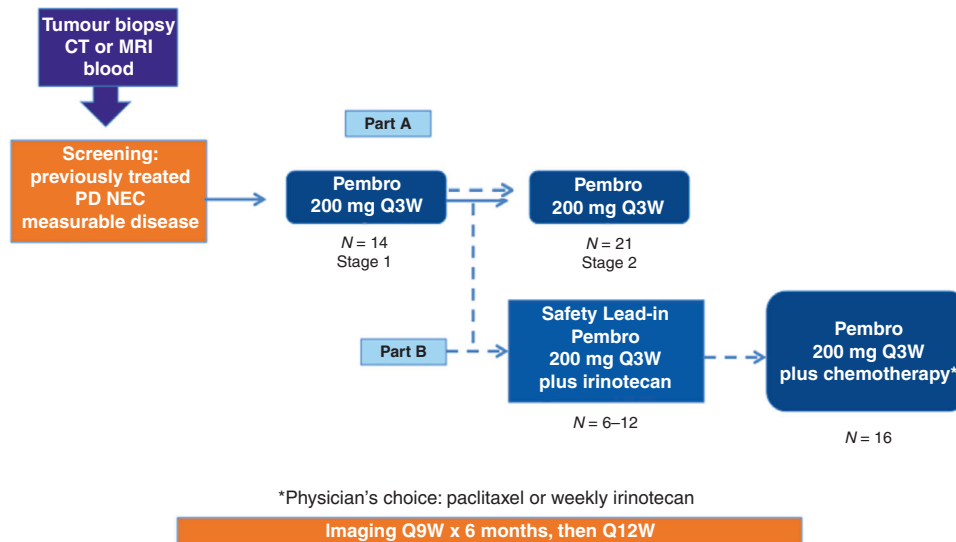 Tumour biopsy
CT or MRI
blood
Part A
Screening:
previously treated
PD NEC
measurable disease
Pembro
200 mg Q3W
N = 14
Stage 1
Pembro
200 mg Q3W
N = 21
Stage 2
Part B
Safety Lead-in
Pembro
200 mg Q3W
plus irinotecan
N = 6–12
Pembro
200 mg Q3W
plus chemotherapy*
N = 16
*Physician's choice: paclitaxel or weekly irinotecan
Imaging Q9W x 6 months, then Q12W